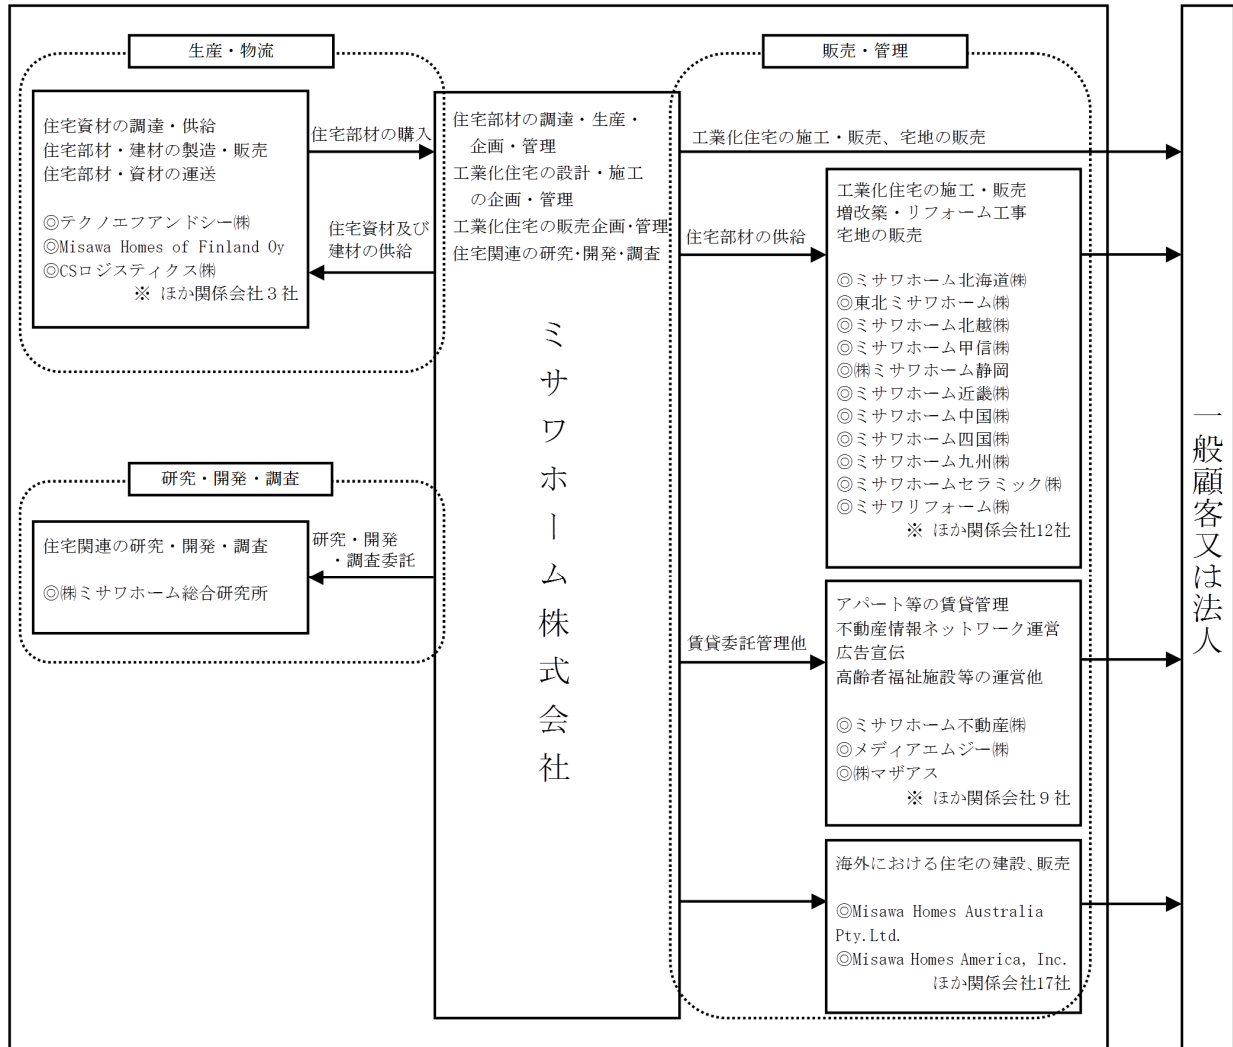 生産・物流
住宅資材の調達・供給
住宅部材・建材の製造・販売
住宅部材・資材の運送
◎テクノエフアンドシー㈱
◎Misawa Homes of Finland Oy
◎CSロジスティクス㈱
※ ほか関係会社３社
住宅部材の購入
住宅資材及び
建材の供給
研究・開発・調査
住宅関連の研究・開発・調査
◎㈱ミサワホーム総合研究所
研究・開発
・調査委託
住宅部材の調達・生産・
企画・管理
工業化住宅の設計・施工
の企画・管理
工業化住宅の販売企画・管理
住宅関連の研究・開発・調査
ミサワホーム株式会社
販売・管理
工業化住宅の施工・販売、宅地の販売
住宅部材の供給
工業化住宅の施工・販売
増改築・リフォーム工事
宅地の販売
◎ミサワホーム北海道㈱
◎東北ミサワホーム㈱
◎ミサワホーム北越㈱
◎ミサワホーム甲信㈱
◎㈱ミサワホーム静岡
◎ミサワホーム近畿㈱
◎ミサワホーム中国㈱
◎ミサワホーム四国㈱
◎ミサワホーム九州㈱
◎ミサワホームセラミック㈱
◎ミサワリフォーム㈱
※ ほか関係会社12社
賃貸委託管理他
アパート等の賃貸管理
不動産情報ネットワーク運営
広告宣伝
高齢者福祉施設等の運営他
◎ミサワホーム不動産㈱
◎メディアエムジー㈱
◎㈱マザアス
※ ほか関係会社９社
海外における住宅の建設、販売
◎Misawa Homes Australia
Pty.Ltd.
◎Misawa Homes America, Inc.
ほか関係会社17社
一般顧客又は法人